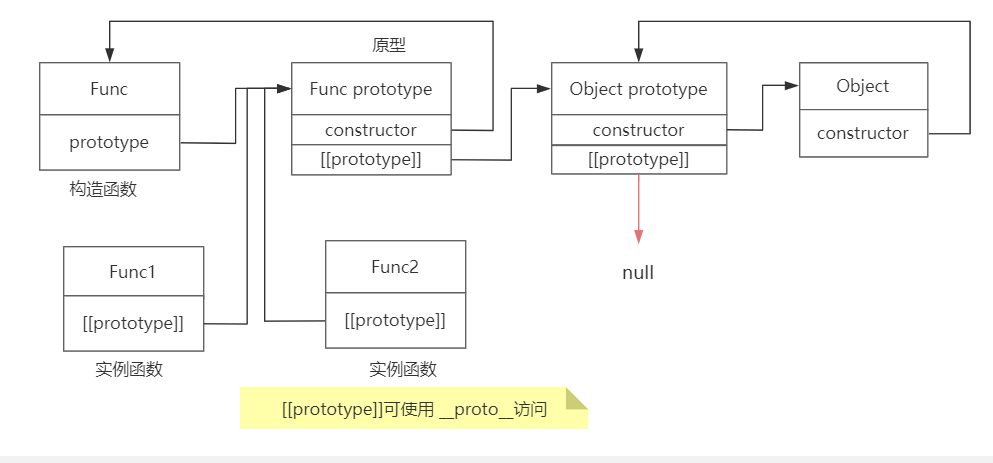 原型
Func
prototype
构造函数
Func prototype
constructor
[[prototype]]
Object prototype
constructor
[[prototype]]
Object
constructor
null
Func1
[[prototype]]
实例函数
Func2
[[prototype]]
实例函数
[[prototype]]可使用 __proto__访问